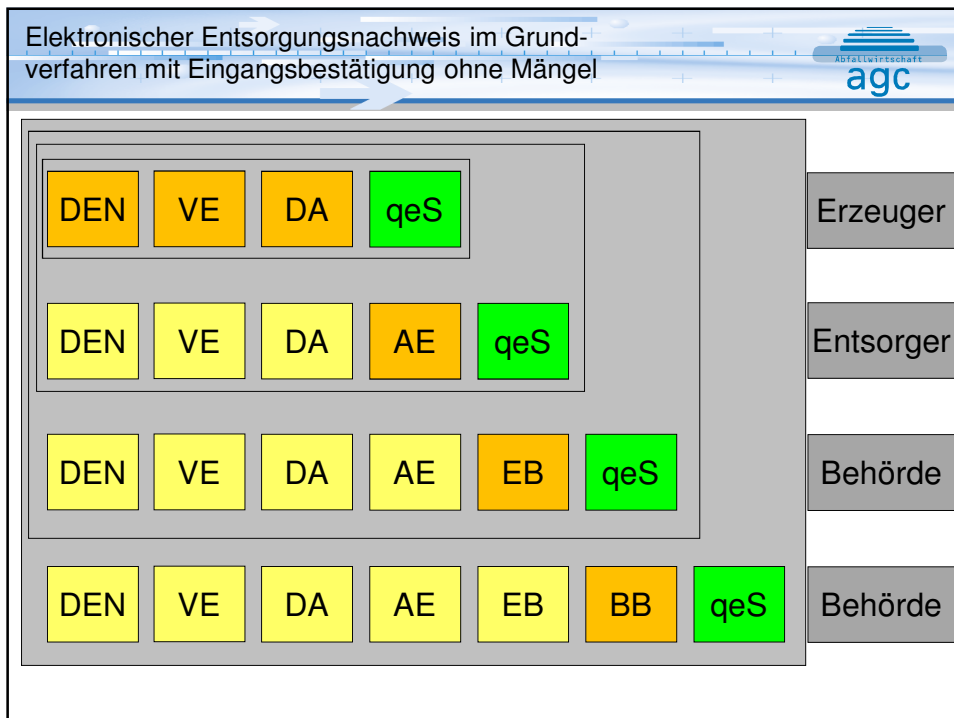 Elektronischer Entsorgungsnachweis im Grund-
verfahren mit Eingangsbestätigung ohne Mängel
Abfallwirtschaft
agc
DEN VE DA qeS Erzeuger
DEN VE DA AE qeS Entsorger
DEN VE DA AE EB qeS Behörde
DEN VE DA AE EB BB qeS Behörde